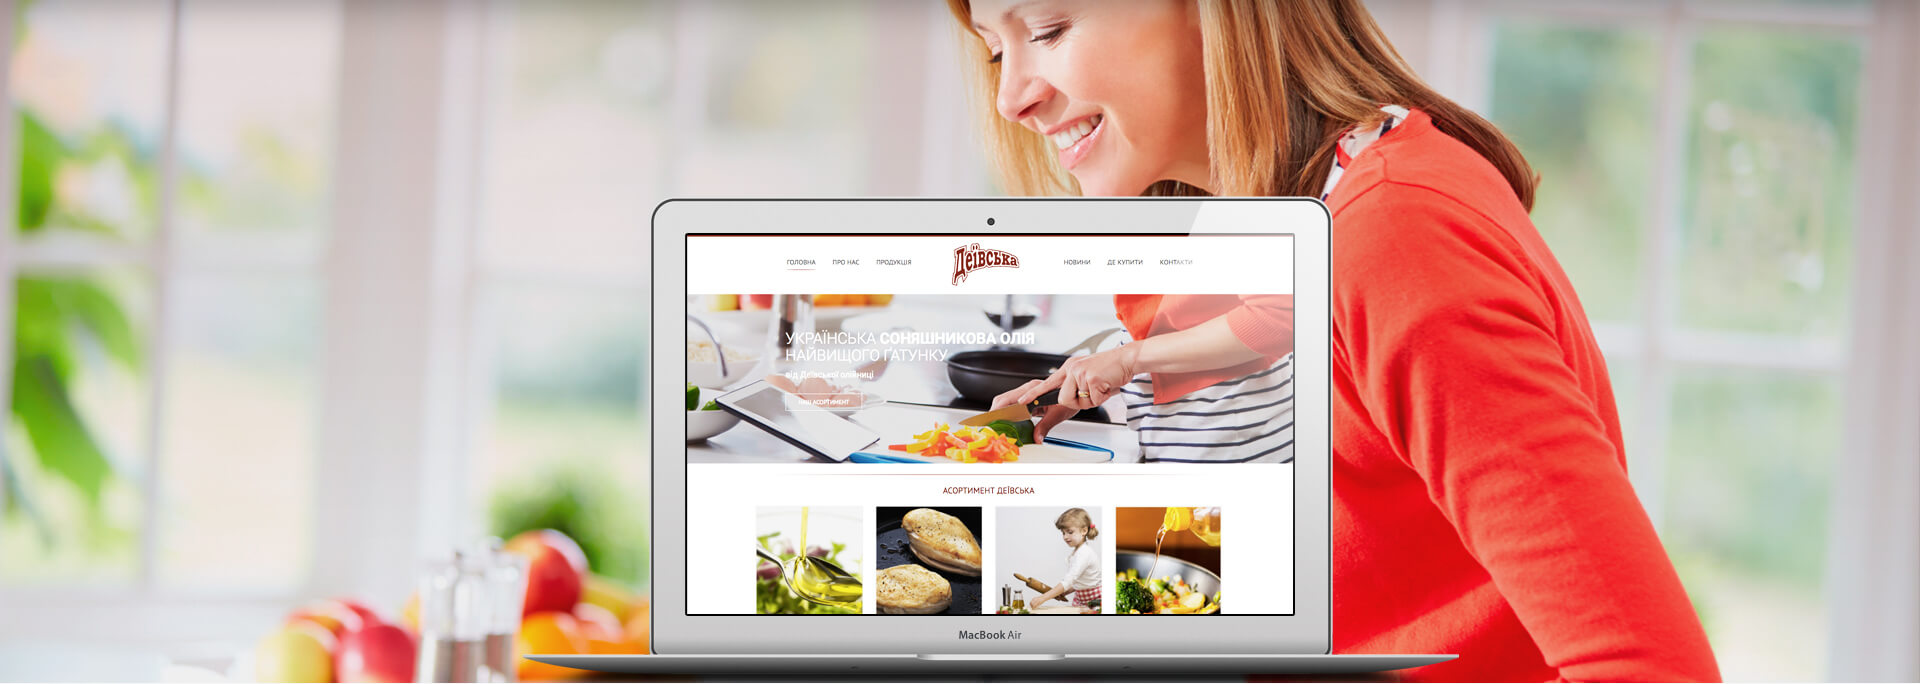 ГОЛОВНА ПРО НАС ПРОДУКЦІЯ Деївська НОВИНИ ДЕ КУПИТИ КОНТАКТИ
УКРАЇНСЬКА СОНЯШНИКОВА ОЛІЯ
НАЙВИЩОГО ҐАТУНКУ
від Деївської олійниці
НАШ АСОРТИМЕНТ
АСОРТИМЕНТ ДЕЇВСЬКА
MacBook Air